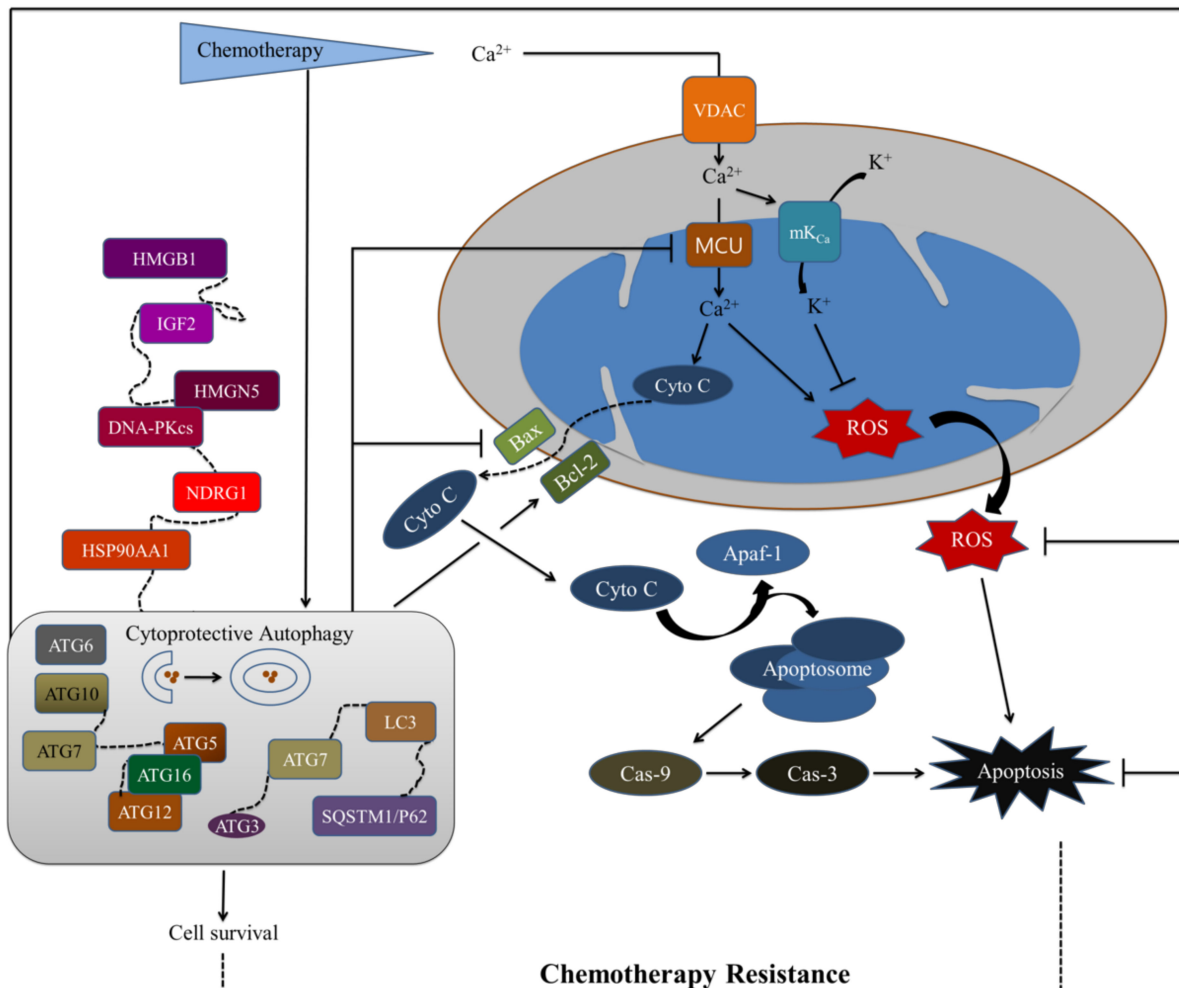 Chemotherapy
Ca²⁺
VDAC
Ca²⁺
K⁺
MCU
mK_Ca
HMGB1
Ca²⁺
K⁺
IGF2
Cyto C
HMGN5
ROS
DNA-PKcs
Bax
Bcl-2
NDRG1
Cyto C
HSP90AA1
ROS
Apaf-1
Cyto C
Cytoprotective Autophagy
ATG6
Apoptosome
ATG10
LC3
ATG5
ATG7
ATG7
Cas-9
Cas-3
Apoptosis
ATG16
ATG12
SQSTM1/P62
ATG3
Cell survival
Chemotherapy Resistance